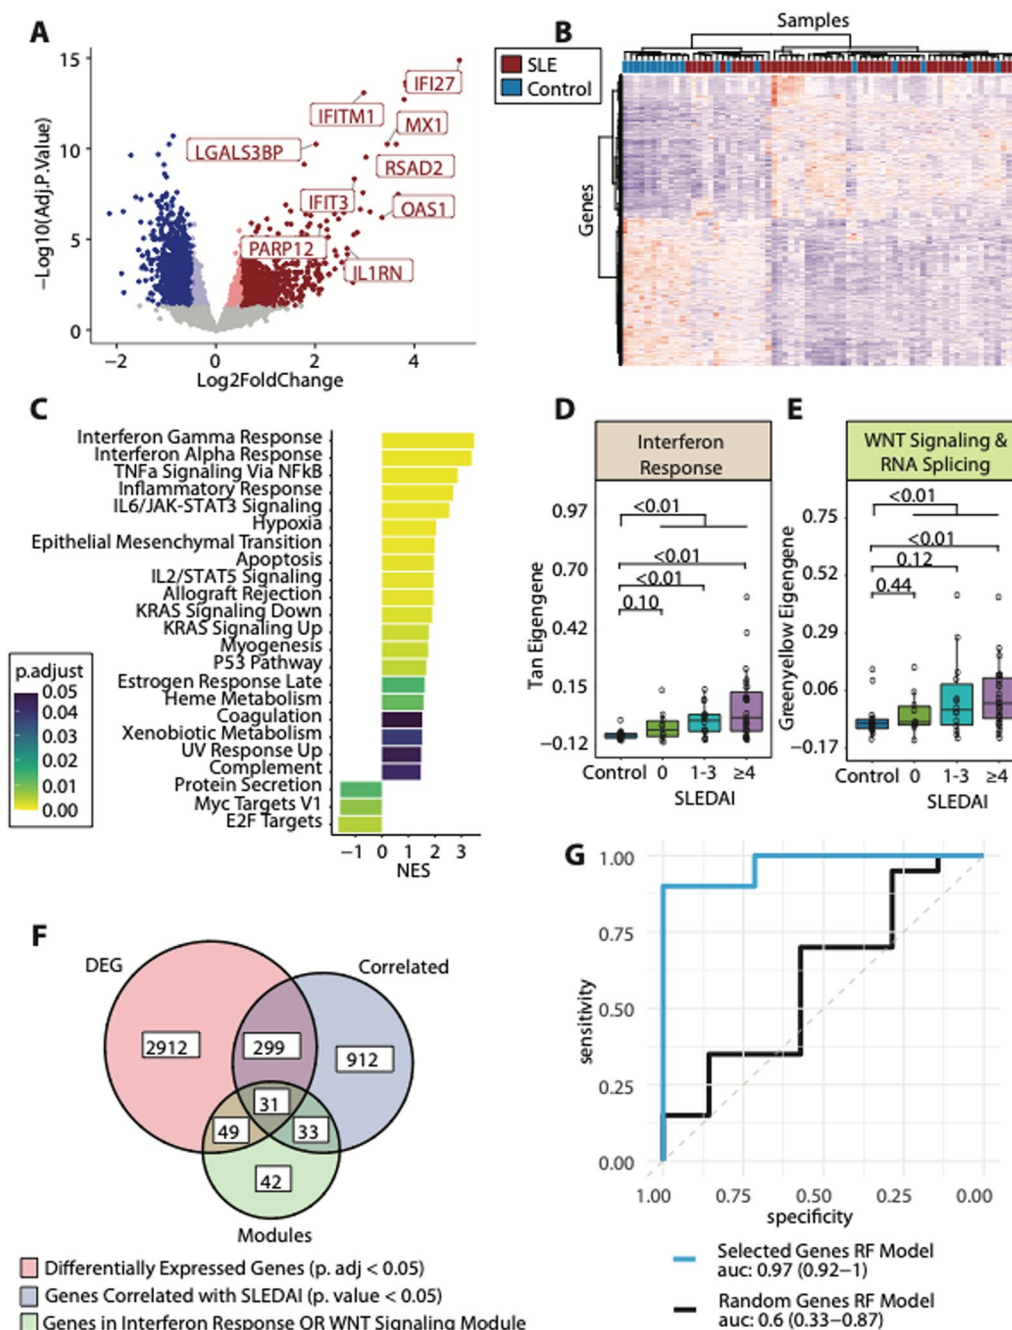 A
15
10
5
0
−Log10(Adj.P.Value)
IFI27
IFITM1
MX1
LGALS3BP
RSAD2
IFIT3
OAS1
PARP12
IL1RN
−2
0
2
4
Log2FoldChange
B
Samples
SLE
Control
Genes
C
Interferon Gamma Response
Interferon Alpha Response
TNFa Signaling Via NFkB
Inflammatory Response
IL6/JAK-STAT3 Signaling
Hypoxia
Epithelial Mesenchymal Transition
Apoptosis
IL2/STAT5 Signaling
Allograft Rejection
KRAS Signaling Down
KRAS Signaling Up
Myogenesis
P53 Pathway
Estrogen Response Late
Heme Metabolism
Coagulation
Xenobiotic Metabolism
UV Response Up
Complement
Protein Secretion
Myc Targets V1
E2F Targets
p.adjust
0.05
0.04
0.03
0.02
0.01
0.00
−1 0 1 2 3
NES
D
Interferon
Response
Tan Eigengene
0.97
0.70
0.42
0.15
−0.12
<0.01
<0.01
<0.01
0.10
Control 0 1-3 ≥4
SLEDAI
E
WNT Signaling &
RNA Splicing
Greenyellow Eigengene
0.75
0.52
0.29
0.06
−0.17
<0.01
<0.01
0.12
0.44
Control 0 1-3 ≥4
SLEDAI
F
DEG
Correlated
2912
299
912
31
49
33
42
Modules
Differentially Expressed Genes (p. adj < 0.05)
Genes Correlated with SLEDAI (p. value < 0.05)
Genes in Interferon Response OR WNT Signaling Module
G
1.00
0.75
0.50
0.25
0.00
sensitivity
1.00 0.75 0.50 0.25 0.00
specificity
Selected Genes RF Model
auc: 0.97 (0.92−1)
Random Genes RF Model
auc: 0.6 (0.33−0.87)